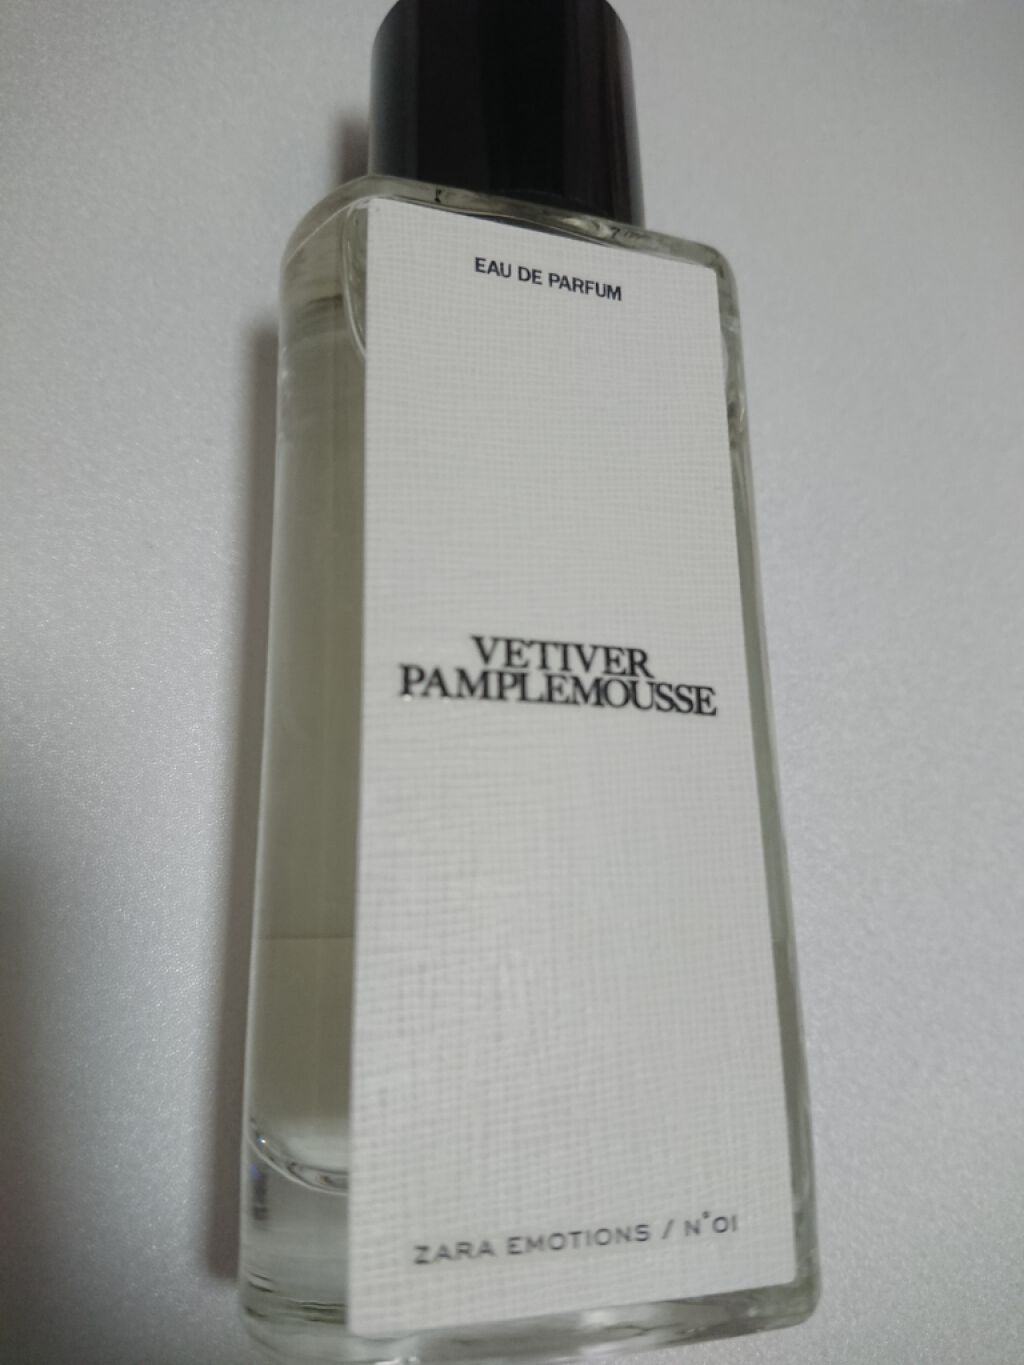 EAU DE PARFUM
VETIVER
PAMPLEMOUSSE
ZARA EMOTIONS / N°01